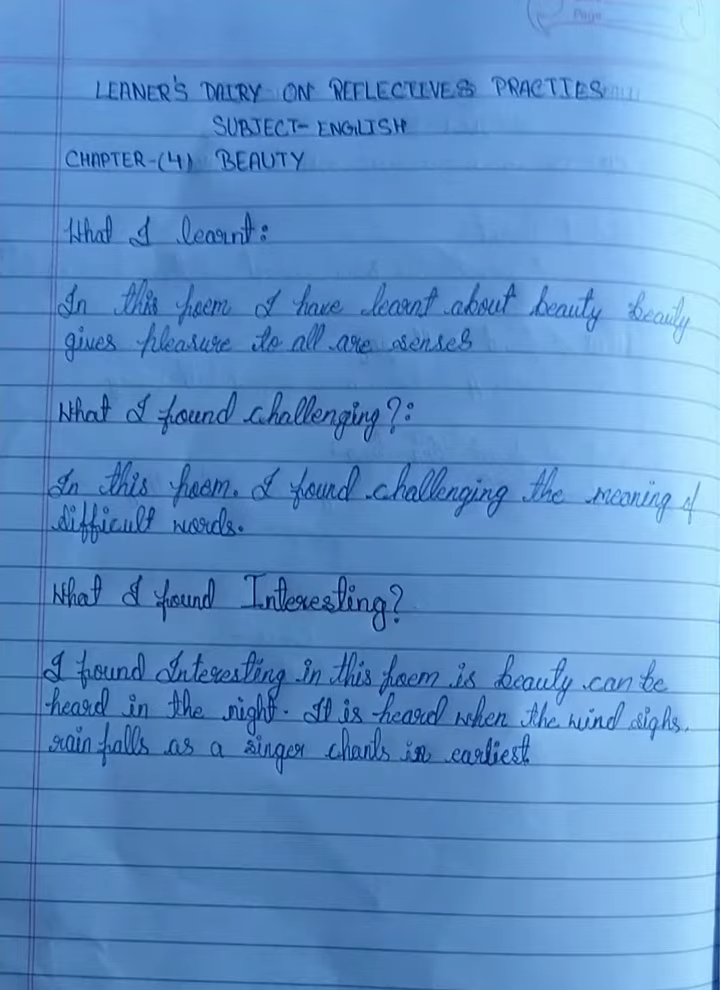 Page
LEANER'S DAIRY ON REFLECTIVES PRACTIES
SUBJECT- ENGLISH
CHAPTER-(4) BEAUTY
What I learnt:
In this poem I have learnt about beauty beauty
gives pleasure to all are senses
What I found challenging?:
In this poem. I found challenging the meaning of
difficult words.
What I found Interesting?
I found Interesting in this poem is beauty can be
heard in the night. It is heard when the wind sighs.
rain falls as a singer chants in earliest